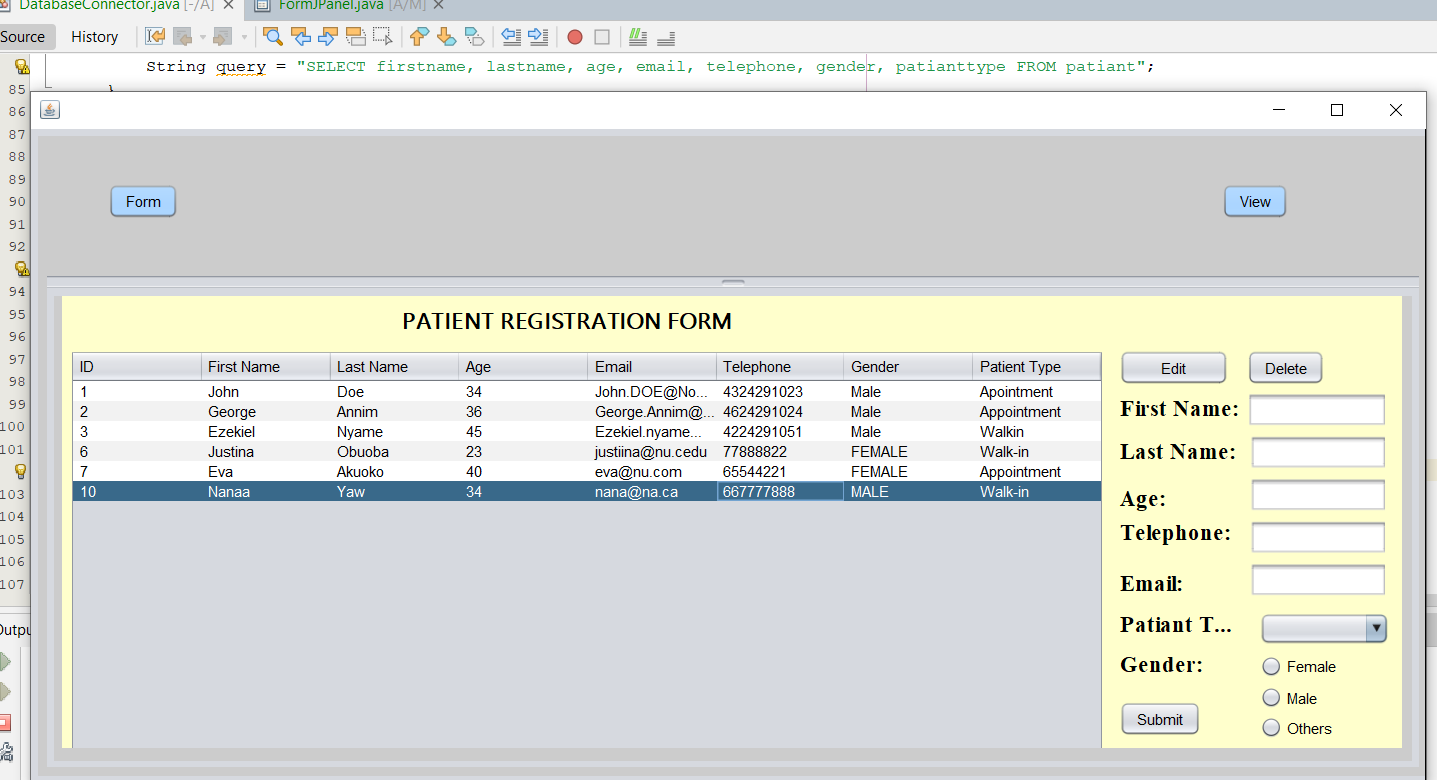 DatabaseConnector.java [-/A] FormJPanel.java [A/M]
Source History
String query = "SELECT firstname, lastname, age, email, telephone, gender, patianttype FROM patiant";
85 }
86
87
88
89
90
91
92
94
95
96
97
98
99
100
101
103
104
105
106
107
Form View
PATIENT REGISTRATION FORM
ID First Name Last Name Age Email Telephone Gender Patient Type
1 John Doe 34 John.DOE@No... 4324291023 Male Apointment
2 George Annim 36 George.Annim@... 4624291024 Male Appointment
3 Ezekiel Nyame 45 Ezekiel.nyame... 4224291051 Male Walkin
6 Justina Obuoba 23 justiina@nu.cedu 77888822 FEMALE Walk-in
7 Eva Akuoko 40 eva@nu.com 65544221 FEMALE Appointment
10 Nanaa Yaw 34 nana@na.ca 667777888 MALE Walk-in
Edit Delete
First Name:
Last Name:
Age:
Telephone:
Email:
Patiant T...
Gender: Female
Male
Submit Others